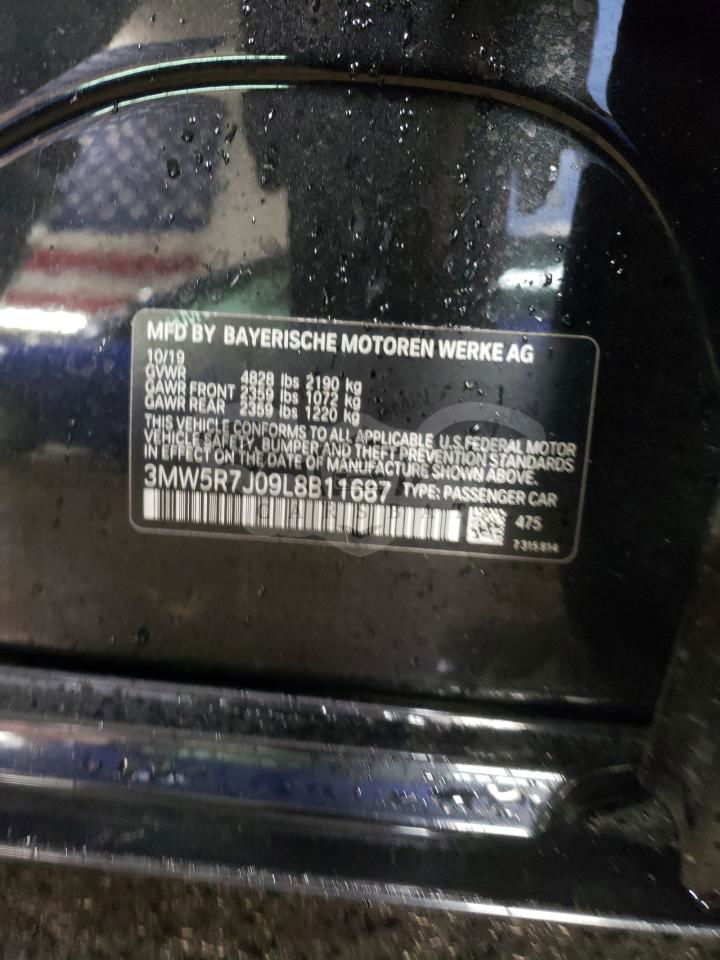 MFD BY BAYERISCHE MOTOREN WERKE AG
10/19
GVWR 4828 lbs 2190 kg
GAWR FRONT 2359 lbs 1072 kg
GAWR REAR 2359 lbs 1220 kg
THIS VEHICLE CONFORMS TO ALL APPLICABLE U.S.FEDERAL MOTOR
VEHICLE SAFETY, BUMPER AND THEFT PREVENTION STANDARDS
IN EFFECT ON THE DATE OF MANUFACTURE SHOWN ABOVE.
3MW5R7J09L8B11687 TYPE: PASSENGER CAR
475
7315814